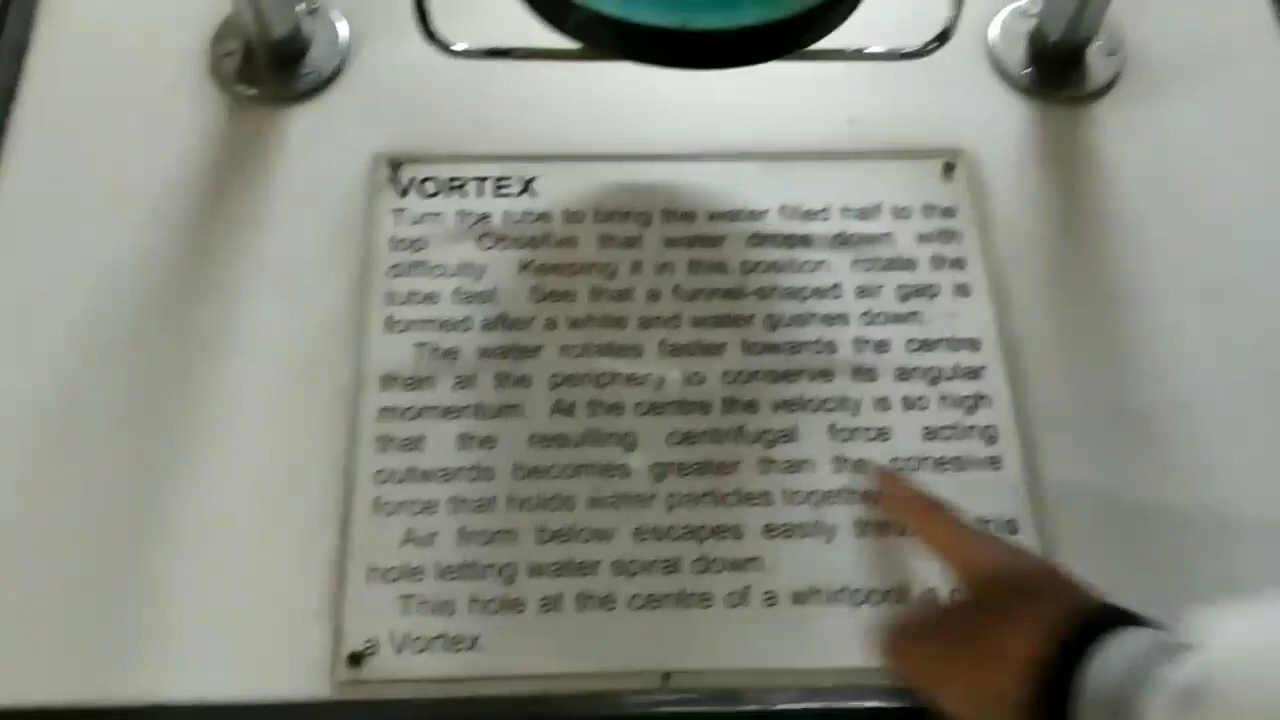 VORTEX
Turn the tube to bring the water filled half to the
top. Observe that water drops down with
difficulty. Keeping it in this position, rotate the
tube fast. See that a funnel-shaped air gap is
formed after a while and water gushes down.
The water rotates faster towards the centre
than at the periphery to conserve its angular
momentum. At the centre the velocity is so high
that the resulting centrifugal force acting
outwards becomes greater than the cohesive
force that holds water particles together
Air from below escapes easily this
hole letting water spiral down.
This hole at the centre of a whirlpool
a Vortex.